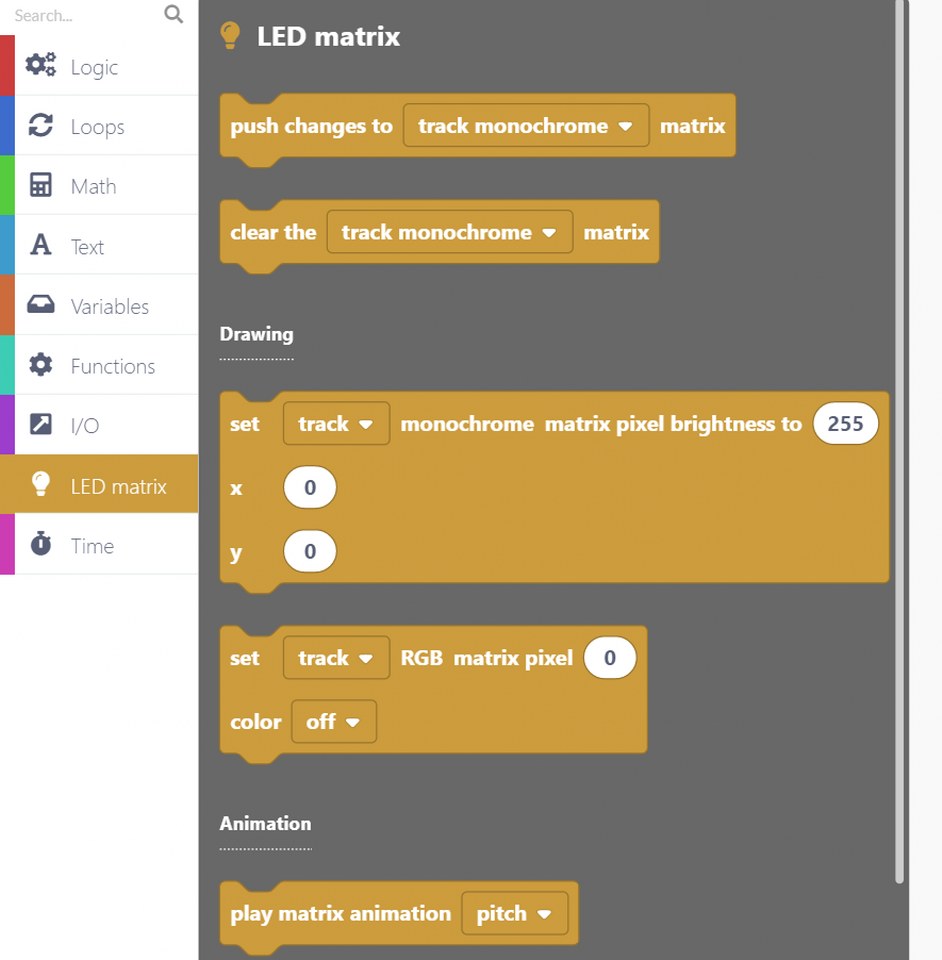 Search...
Logic
Loops
Math
Text
Variables
Functions
I/O
LED matrix
Time
LED matrix
push changes to track monochrome matrix
clear the track monochrome matrix
Drawing
set track monochrome matrix pixel brightness to 255
x 0
y 0
set track RGB matrix pixel 0
color off
Animation
play matrix animation pitch